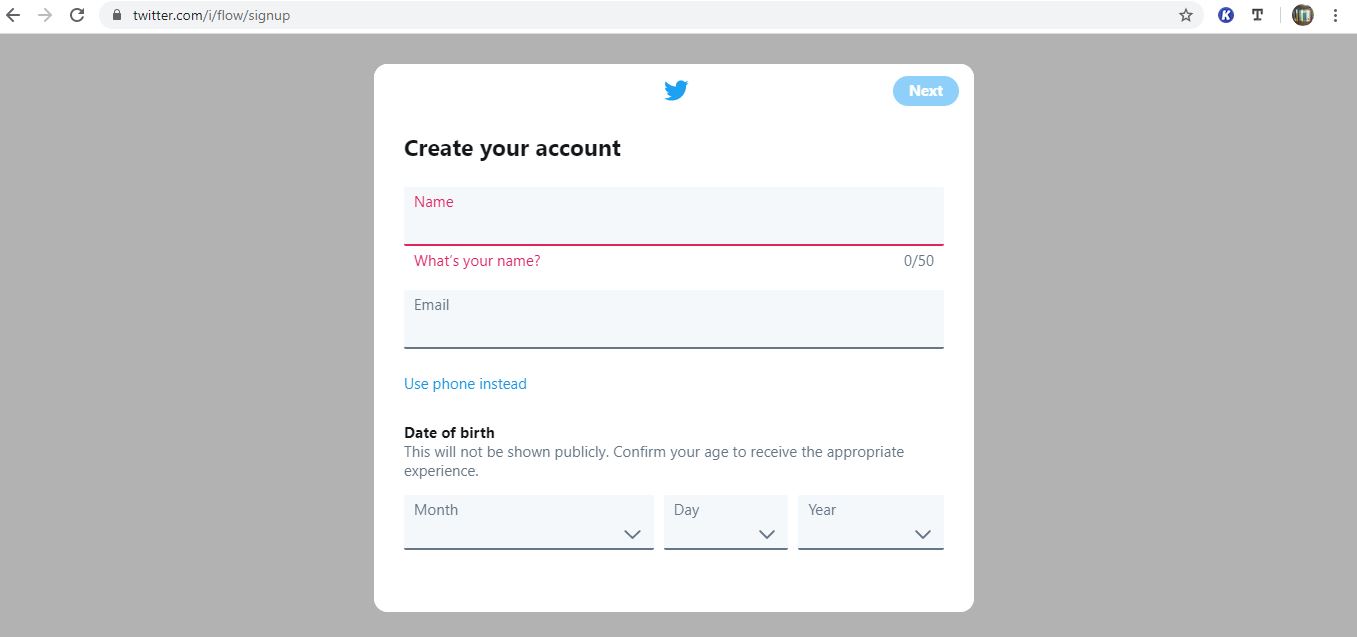 twitter.com/i/flow/signup
K
T
Next
Create your account
Name
What's your name? 0/50
Email
Use phone instead
Date of birth
This will not be shown publicly. Confirm your age to receive the appropriate
experience.
Month Day Year